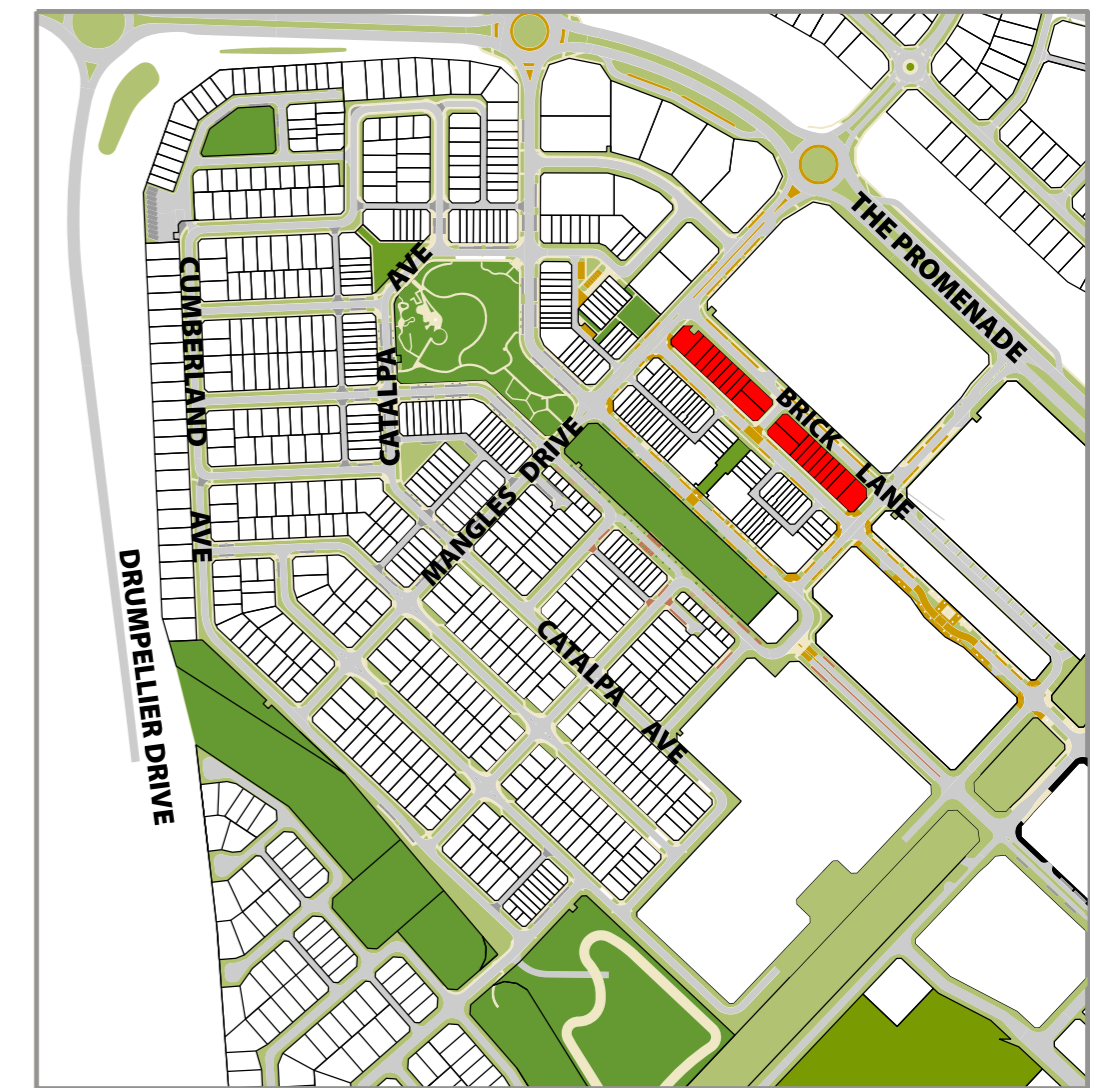 THE PROMENADE
AVE
CUMBERLAND
CATALPA
BRICK
LANE
MANGLES DRIVE
AVE
DRUMPELLIER DRIVE
CATALPA
AVE